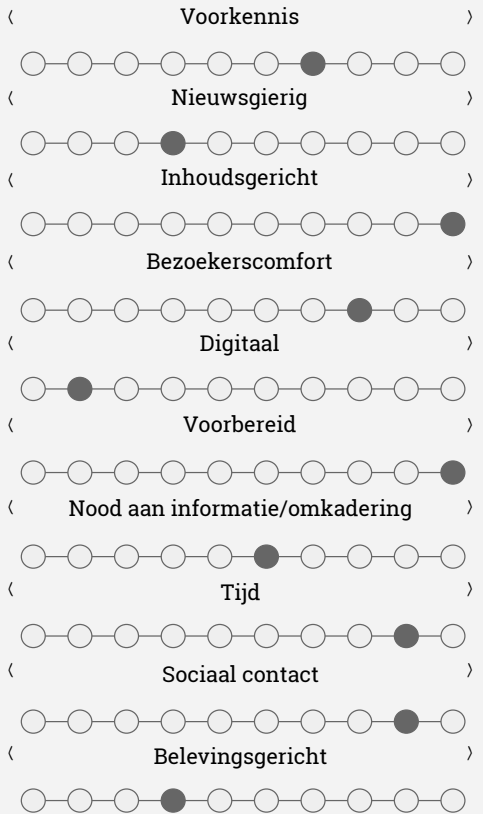 〈 Voorkennis 〉
〈 Nieuwsgierig 〉
〈 Inhoudsgericht 〉
〈 Bezoekerscomfort 〉
〈 Digitaal 〉
〈 Voorbereid 〉
〈 Nood aan informatie/omkadering 〉
〈 Tijd 〉
〈 Sociaal contact 〉
〈 Belevingsgericht 〉